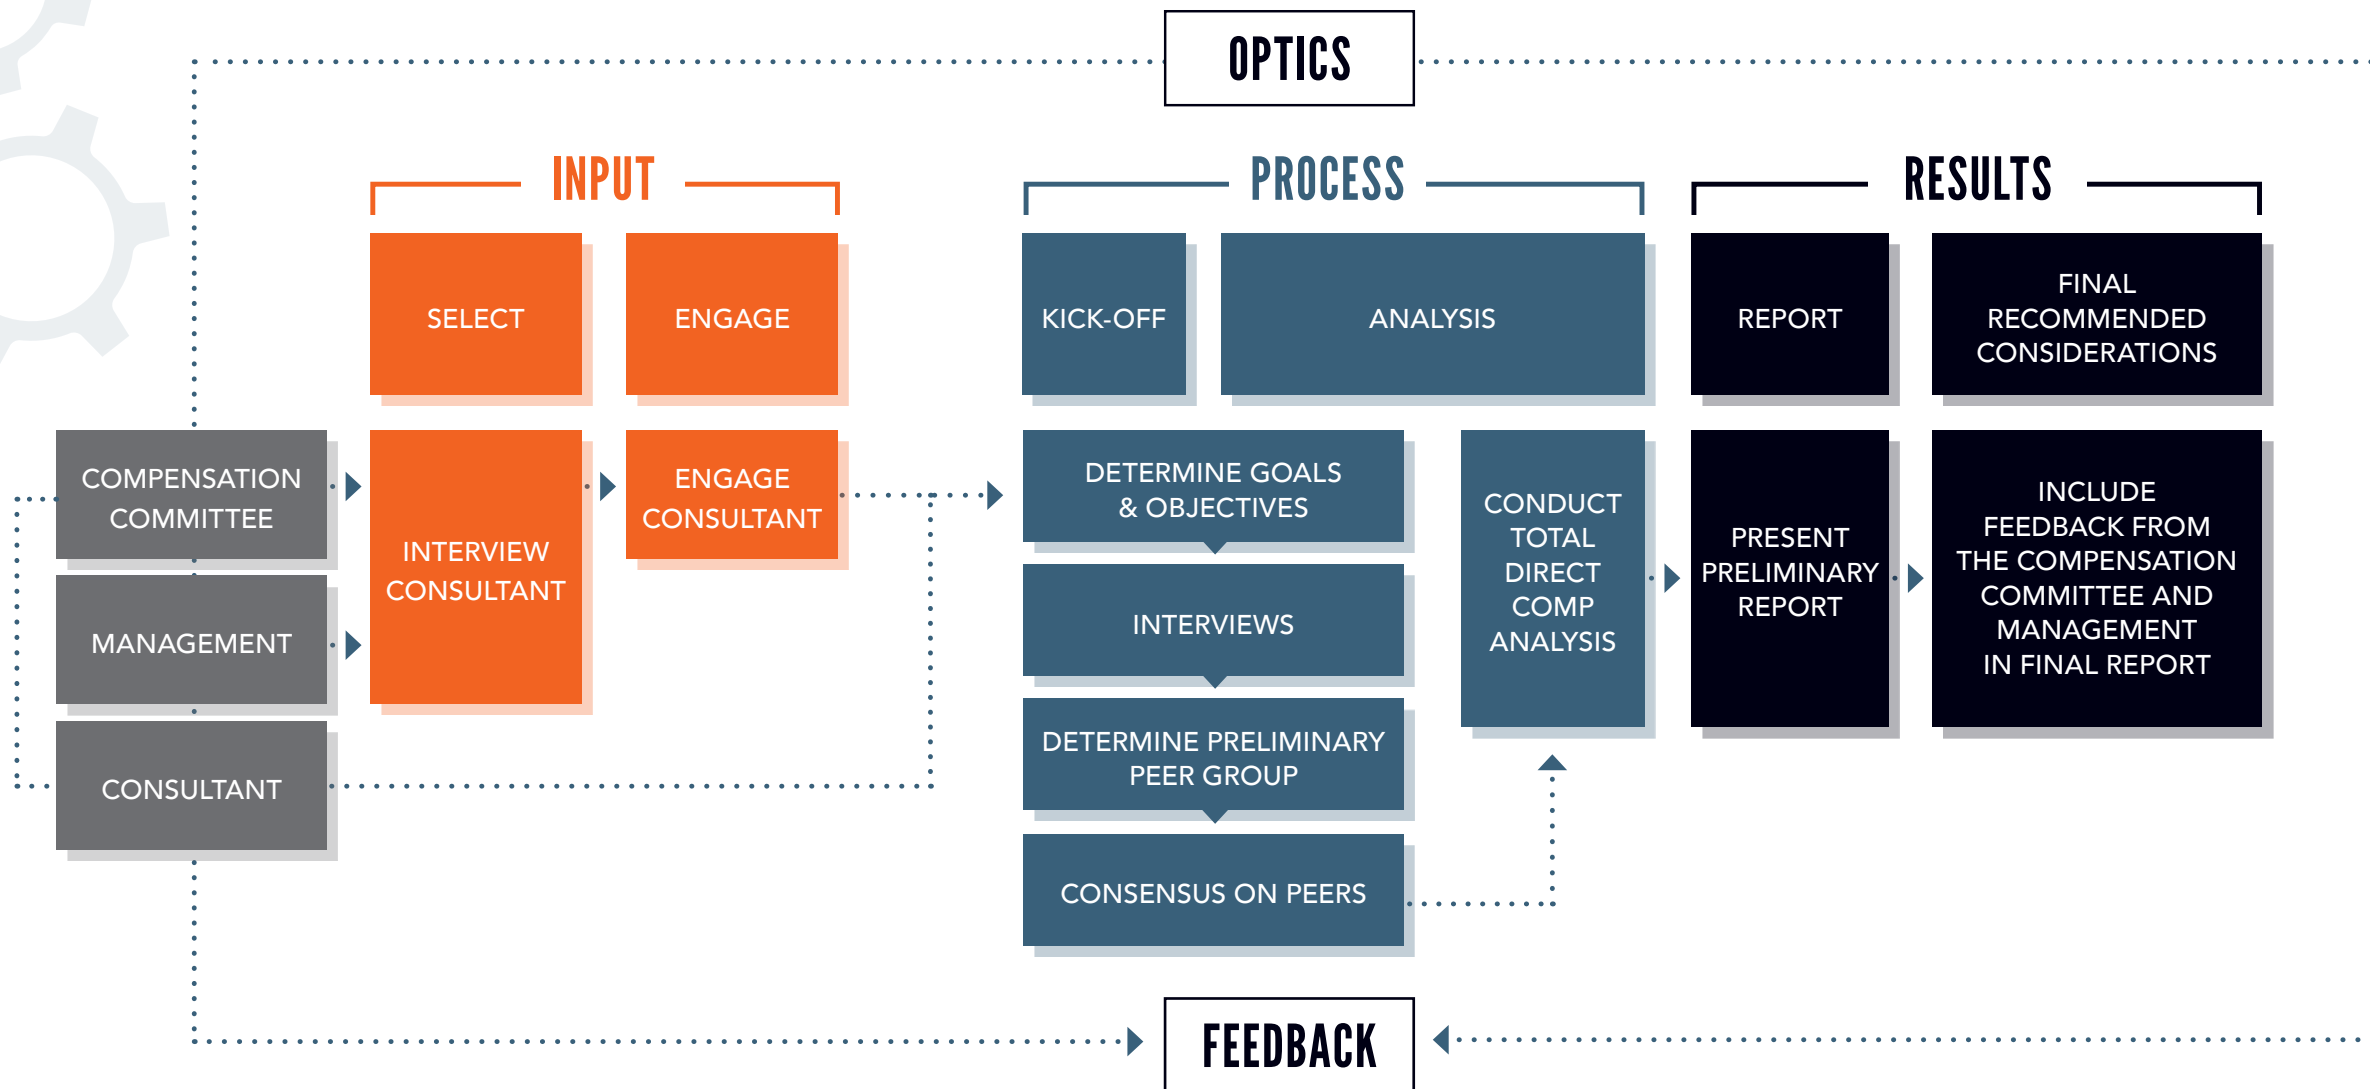 OPTICS
INPUT
PROCESS
RESULTS
SELECT
ENGAGE
KICK-OFF
ANALYSIS
REPORT
FINAL
RECOMMENDED
CONSIDERATIONS
COMPENSATION
COMMITTEE
MANAGEMENT
CONSULTANT
INTERVIEW
CONSULTANT
ENGAGE
CONSULTANT
DETERMINE GOALS
& OBJECTIVES
INTERVIEWS
DETERMINE PRELIMINARY
PEER GROUP
CONSENSUS ON PEERS
CONDUCT
TOTAL
DIRECT
COMP
ANALYSIS
PRESENT
PRELIMINARY
REPORT
INCLUDE
FEEDBACK FROM
THE COMPENSATION
COMMITTEE AND
MANAGEMENT
IN FINAL REPORT
FEEDBACK